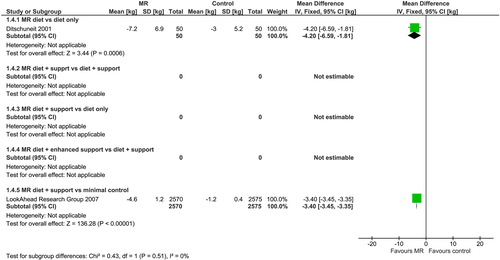 MR Control Mean Difference Mean Difference
Study or Subgroup Mean [kg] SD [kg] Total Mean [kg] SD [kg] Total Weight IV, Fixed, 95% CI [kg] IV, Fixed, 95% CI [kg]
1.4.1 MR diet vs diet only
Ditschuneit 2001 -7.2 6.9 50 -3 5.2 50 100.0% -4.20 [-6.59, -1.81]
Subtotal (95% CI) 50 50 100.0% -4.20 [-6.59, -1.81]
Heterogeneity: Not applicable
Test for overall effect: Z = 3.44 (P = 0.0006)
1.4.2 MR diet + supprt vs diet + support
Subtotal (95% CI) 0 0 Not estimable
Heterogeneity: Not applicable
Test for overall effect: Not applicable
1.4.3 MR diet + support vs diet only
Subtotal (95% CI) 0 0 Not estimable
Heterogeneity: Not applicable
Test for overall effect: Not applicable
1.4.4 MR diet + enhanced support vs diet + support
Subtotal (95% CI) 0 0 Not estimable
Heterogeneity: Not applicable
Test for overall effect: Not applicable
1.4.5 MR diet + support vs minimal control
LookAhead Research Group 2007 -4.6 1.2 2570 -1.2 0.4 2575 100.0% -3.40 [-3.45, -3.35]
Subtotal (95% CI) 2570 2575 100.0% -3.40 [-3.45, -3.35]
Heterogeneity: Not applicable
Test for overall effect: Z = 136.28 (P < 0.00001)
-20 -10 0 10 20
Favours MR Favours control
Test for subgroup differences: Chi² = 0.43, df = 1 (P = 0.51), I² = 0%